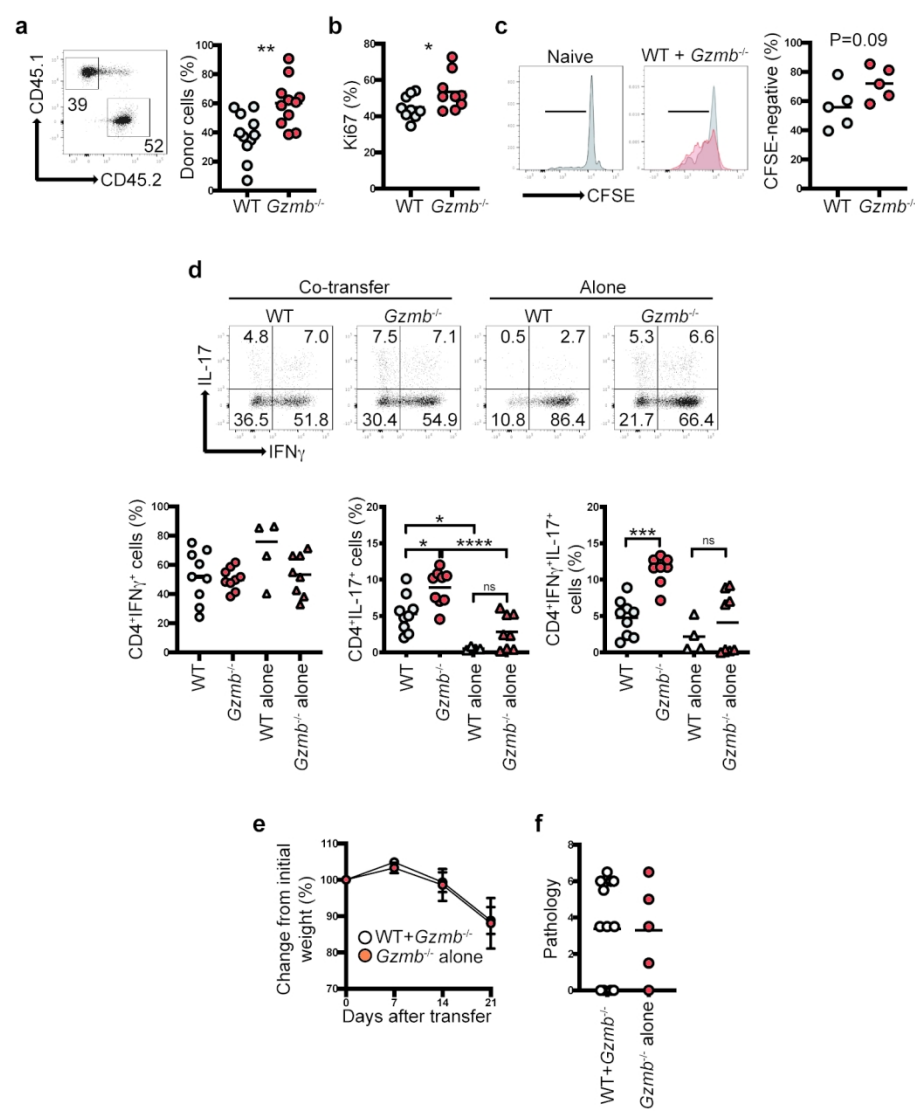 a
b
c
CD45.1
39
52
CD45.2
Donor cells (%)
100
80
60
40
20
0
**
WT Gzmb-/-
Ki67 (%)
80
60
40
20
0
*
WT Gzmb-/-
Naive
WT + Gzmb-/-
CFSE
CFSE-negative (%)
100
80
60
40
20
0
P=0.09
WT Gzmb-/-
d
Co-transfer
Alone
WT
Gzmb-/-
WT
Gzmb-/-
IL-17
4.8 7.0
36.5 51.8
7.5 7.1
30.4 54.9
0.5 2.7
10.8 86.4
5.3 6.6
21.7 66.4
IFNγ
CD4+IFNγ+ cells (%)
100
80
60
40
20
0
WT
Gzmb-/-
WT alone
Gzmb-/- alone
CD4+IL-17+ cells (%)
20
15
10
5
0
*
* ****
ns
WT
Gzmb-/-
WT alone
Gzmb-/- alone
CD4+IFNγ+IL-17+
cells (%)
20
15
10
5
0
***
ns
WT
Gzmb-/-
WT alone
Gzmb-/- alone
e
Change from initial
weight (%)
110
100
90
80
70
WT+Gzmb-/-
Gzmb-/- alone
0 7 14 21
Days after transfer
f
Pathology
8
6
4
2
0
WT+Gzmb-/-
Gzmb-/- alone